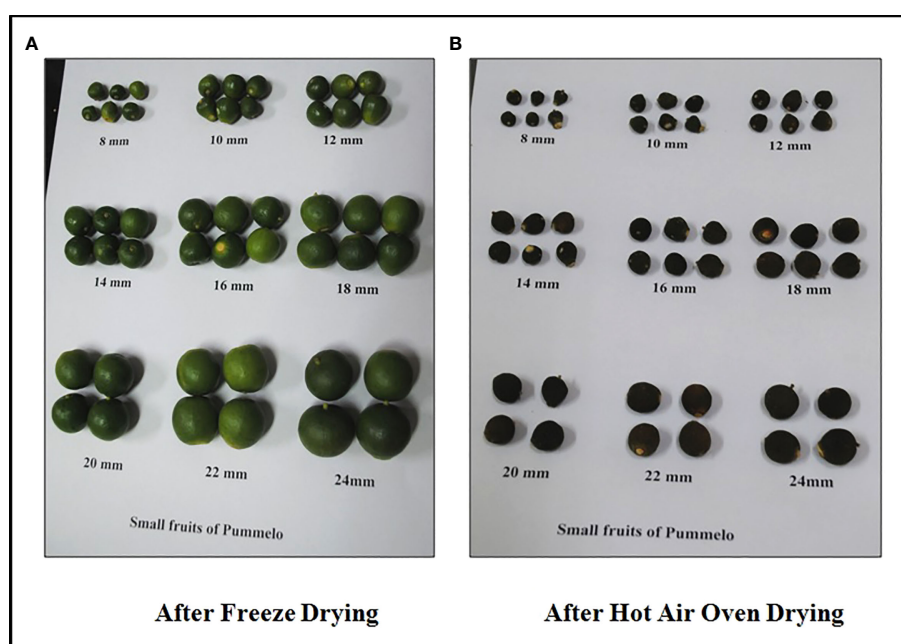 A
8 mm
10 mm
12 mm
14 mm
16 mm
18 mm
20 mm
22 mm
24mm
Small fruits of Pummelo
After Freeze Drying
B
8 mm
10 mm
12 mm
14 mm
16 mm
18 mm
20 mm
22 mm
24mm
Small fruits of Pummelo
After Hot Air Oven Drying